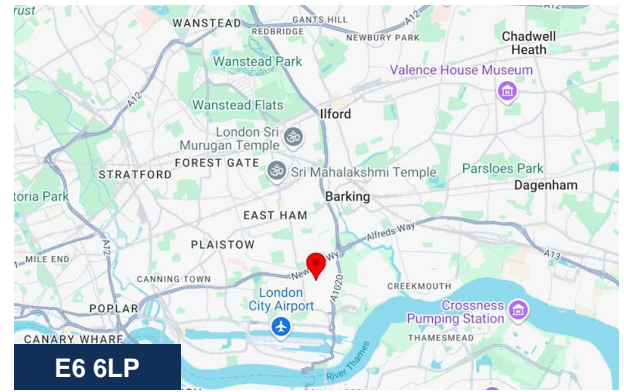 rust
WANSTEAD
GANTS HILL
REDBRIDGE
NEWBURY PARK
Chadwell
Heath
Wanstead Park
Valence House Museum
A12
A12
Wanstead Flats
Ilford
London Sri
Murugan Temple
FOREST GATE
STRATFORD
Sri Mahalakshmi Temple
Parsloes Park
Dagenham
toria Park
Barking
EAST HAM
A12
PLAISTOW
Alfreds Way
MILE END
A13
CANNING TOWN
A1020
CREEKMOUTH
London
City Airport
POPLAR
Crossness
Pumping Station
CANARY WHARF
THAMESMEAD
River Thames
E6 6LP